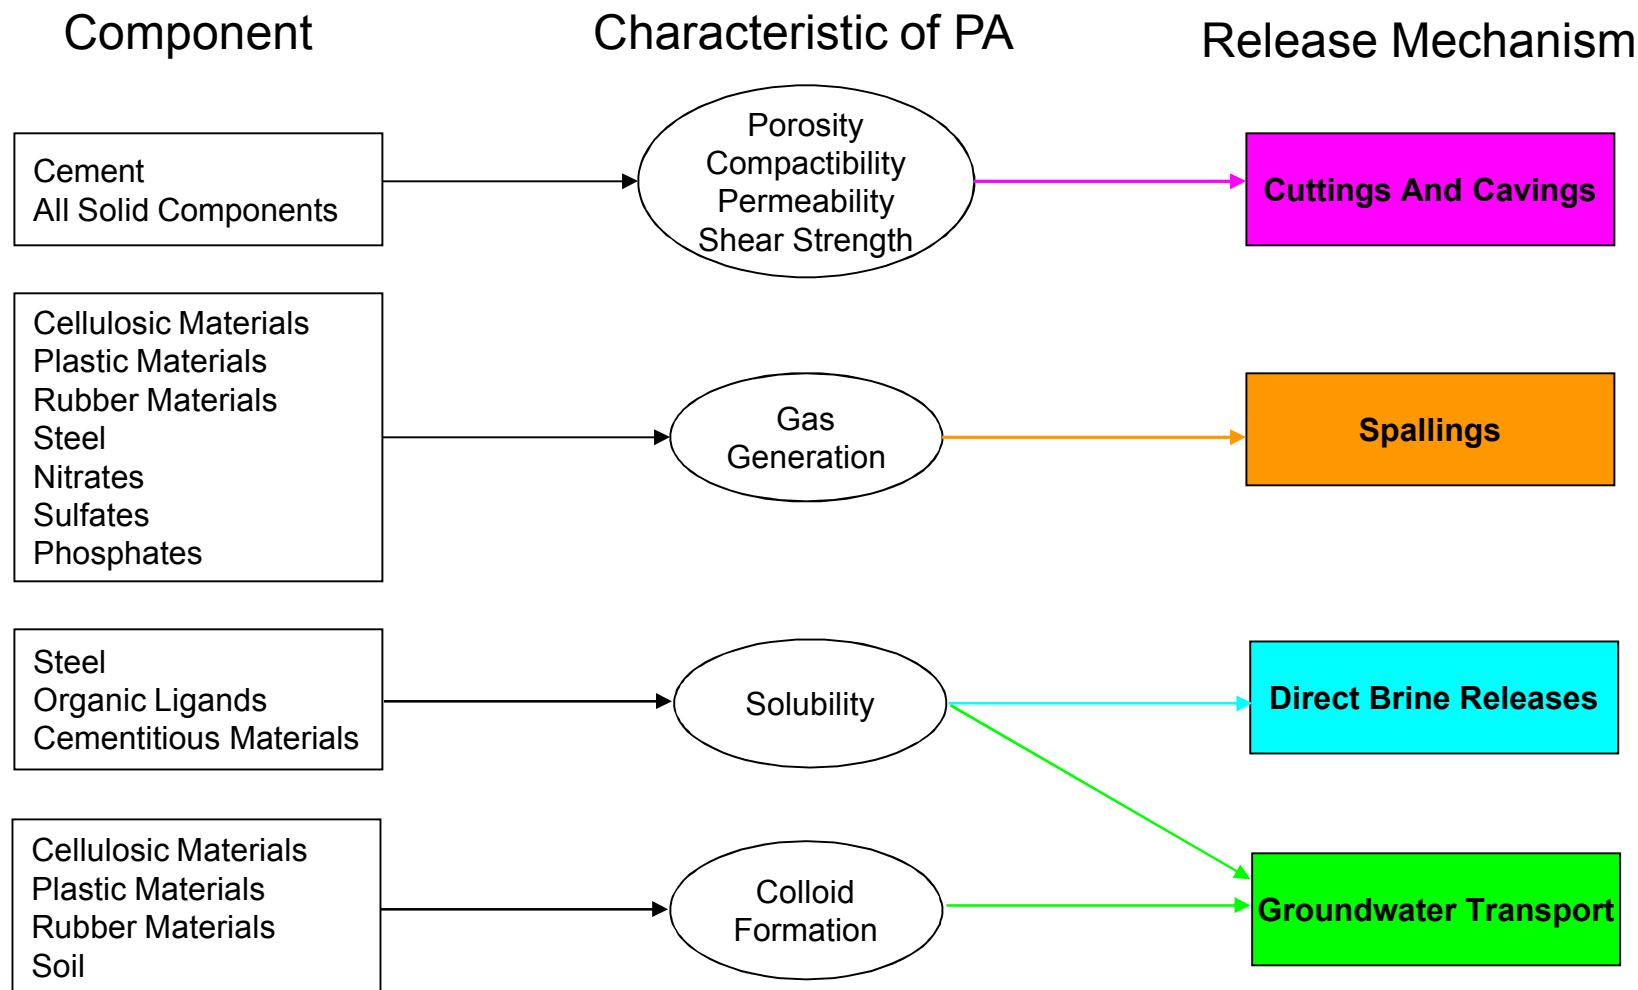 Component
Characteristic of PA
Release Mechanism
Cement
All Solid Components
Porosity
Compactibility
Permeability
Shear Strength
Cuttings And Cavings
Cellulosic Materials
Plastic Materials
Rubber Materials
Steel
Nitrates
Sulfates
Phosphates
Gas
Generation
Spallings
Steel
Organic Ligands
Cementitious Materials
Solubility
Direct Brine Releases
Cellulosic Materials
Plastic Materials
Rubber Materials
Soil
Colloid
Formation
Groundwater Transport